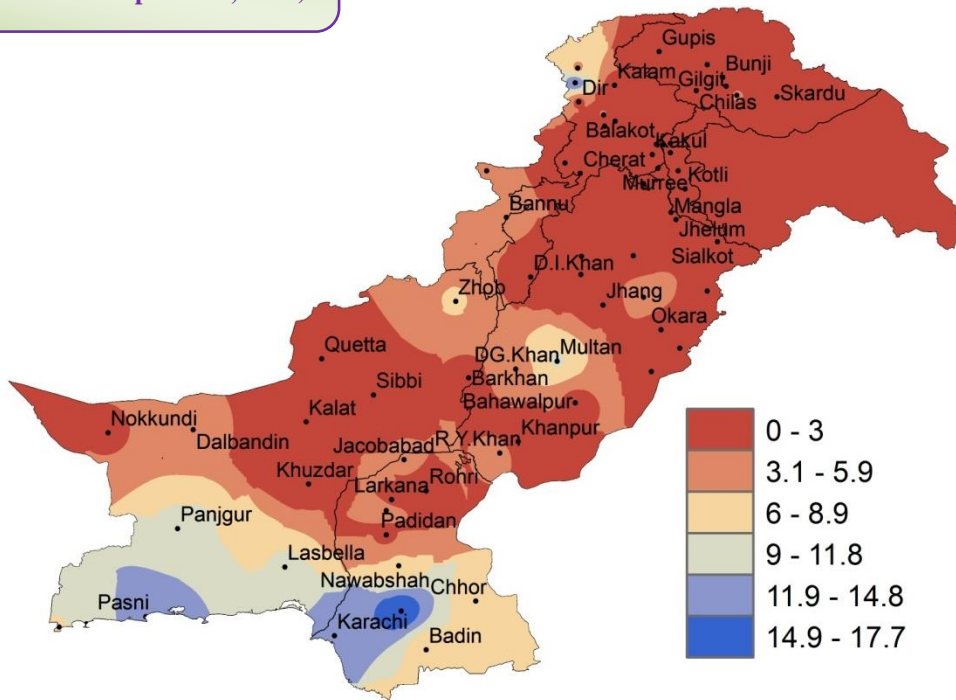 Gupis
Bunji
Kalam
Gilgit
Dir
Skardu
Chilas
Balakot
Kakul
Cherat
Kotli
Murree
Bannu
Mangla
Jhelum
Sialkot
D.I.Khan
Zhob
Jhang
Okara
Quetta
DG.Khan
Multan
Sibbi
Barkhan
Bahawalpur
Kalat
Nokkundi
Khanpur
Dalbandin
Jacobabad
R.Y.Khan
Khuzdar
Rohri
Larkana
Panjgur
Padidan
Lasbella
Nawabshah
Chhor
Pasni
Karachi
Badin
0 - 3
3.1 - 5.9
6 - 8.9
9 - 11.8
11.9 - 14.8
14.9 - 17.7